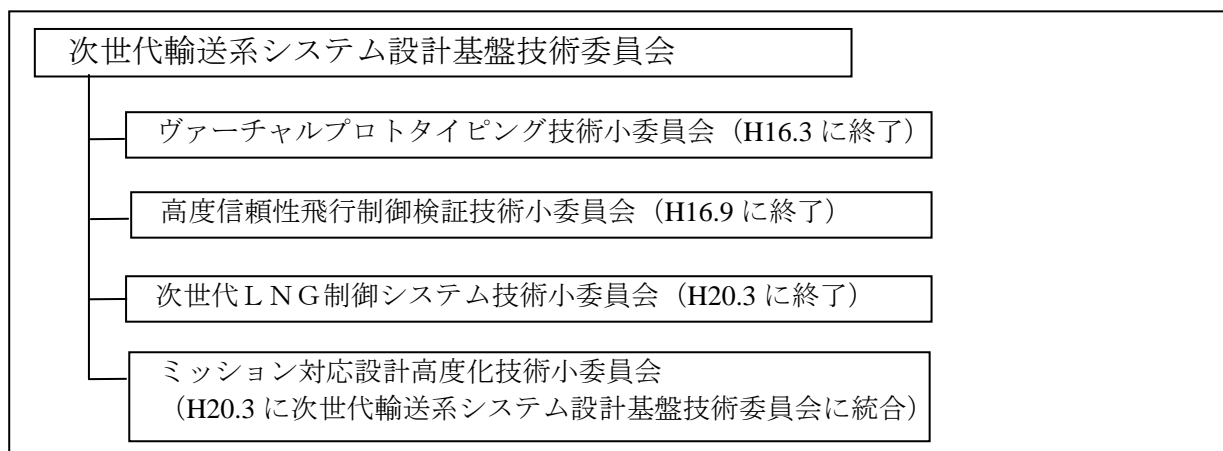 次世代輸送系システム設計基盤技術委員会
ヴァーチャルプロトタイピング技術小委員会（H16.3 に終了）
高度信頼性飛行制御検証技術小委員会（H16.9 に終了）
次世代ＬＮＧ制御システム技術小委員会（H20.3 に終了）
ミッション対応設計高度化技術小委員会
（H20.3 に次世代輸送系システム設計基盤技術委員会に統合）